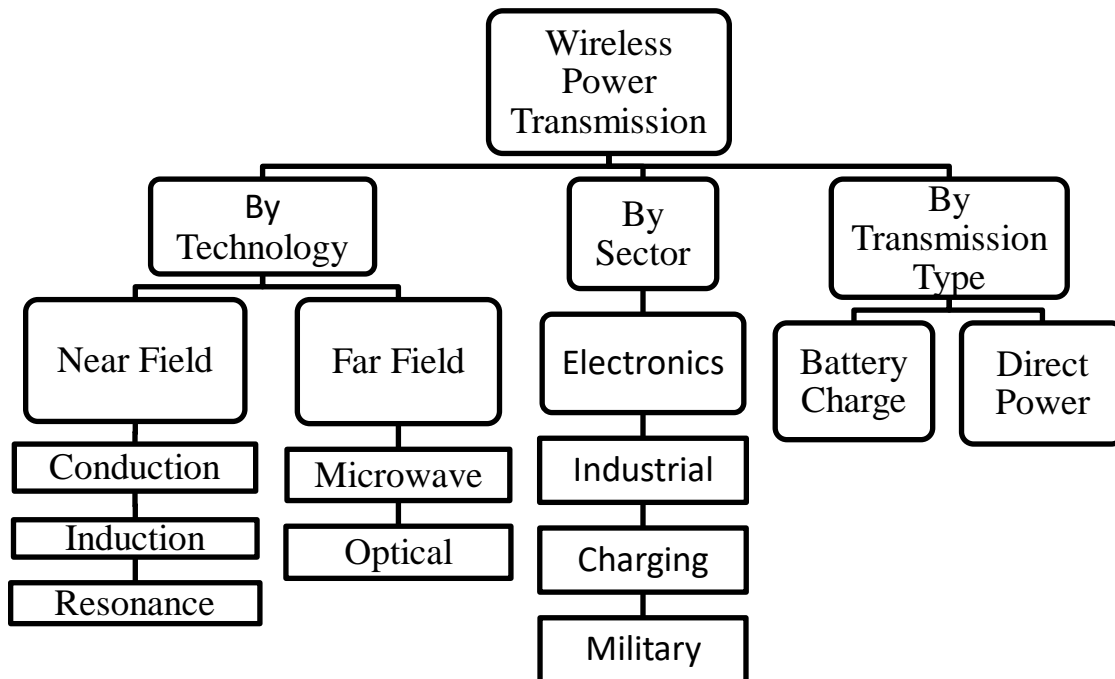 Wireless
Power
Transmission
By
Technology
By
Sector
By
Transmission
Type
Near Field
Far Field
Electronics
Battery
Charge
Direct
Power
Conduction
Microwave
Industrial
Induction
Optical
Charging
Resonance
Military